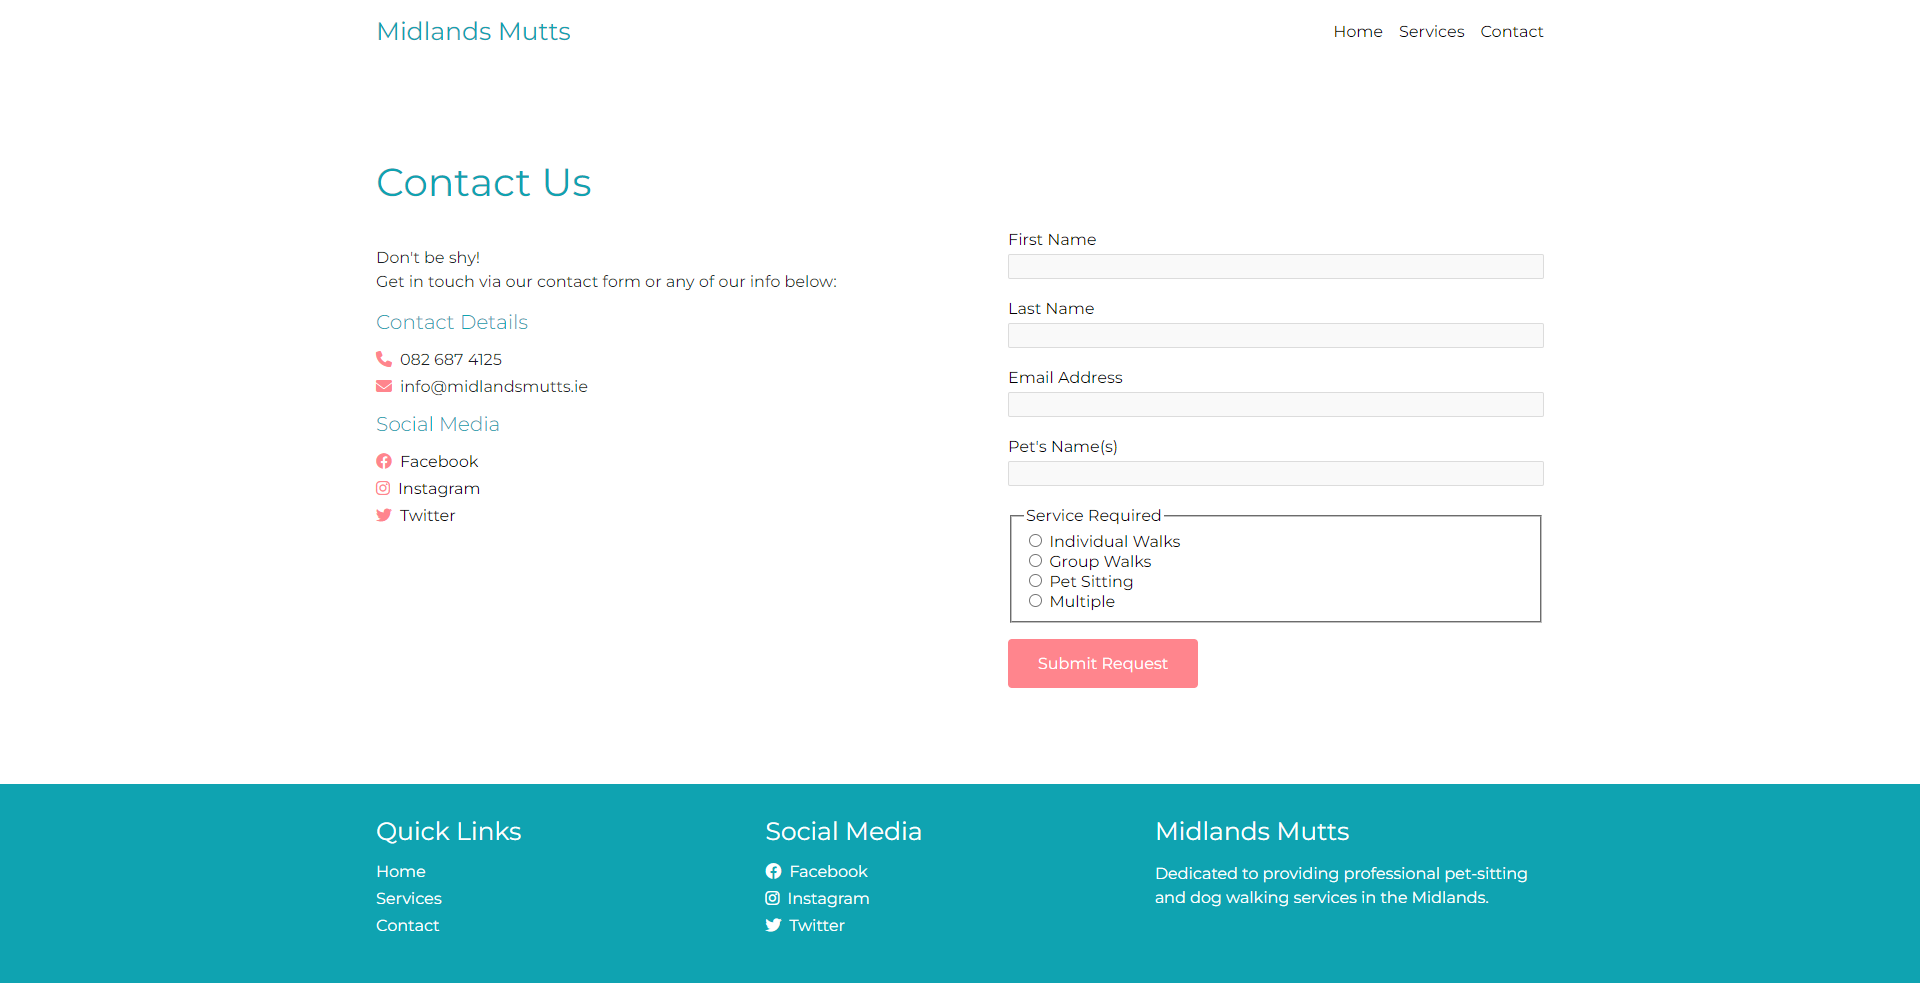 Midlands Mutts
Home Services Contact
Contact Us
Don't be shy!
Get in touch via our contact form or any of our info below:
Contact Details
082 687 4125
info@midlandsmutts.ie
Social Media
Facebook
Instagram
Twitter
First Name
Last Name
Email Address
Pet's Name(s)
Service Required
Individual Walks
Group Walks
Pet Sitting
Multiple
Submit Request
Quick Links
Home
Services
Contact
Social Media
Facebook
Instagram
Twitter
Midlands Mutts
Dedicated to providing professional pet-sitting
and dog walking services in the Midlands.